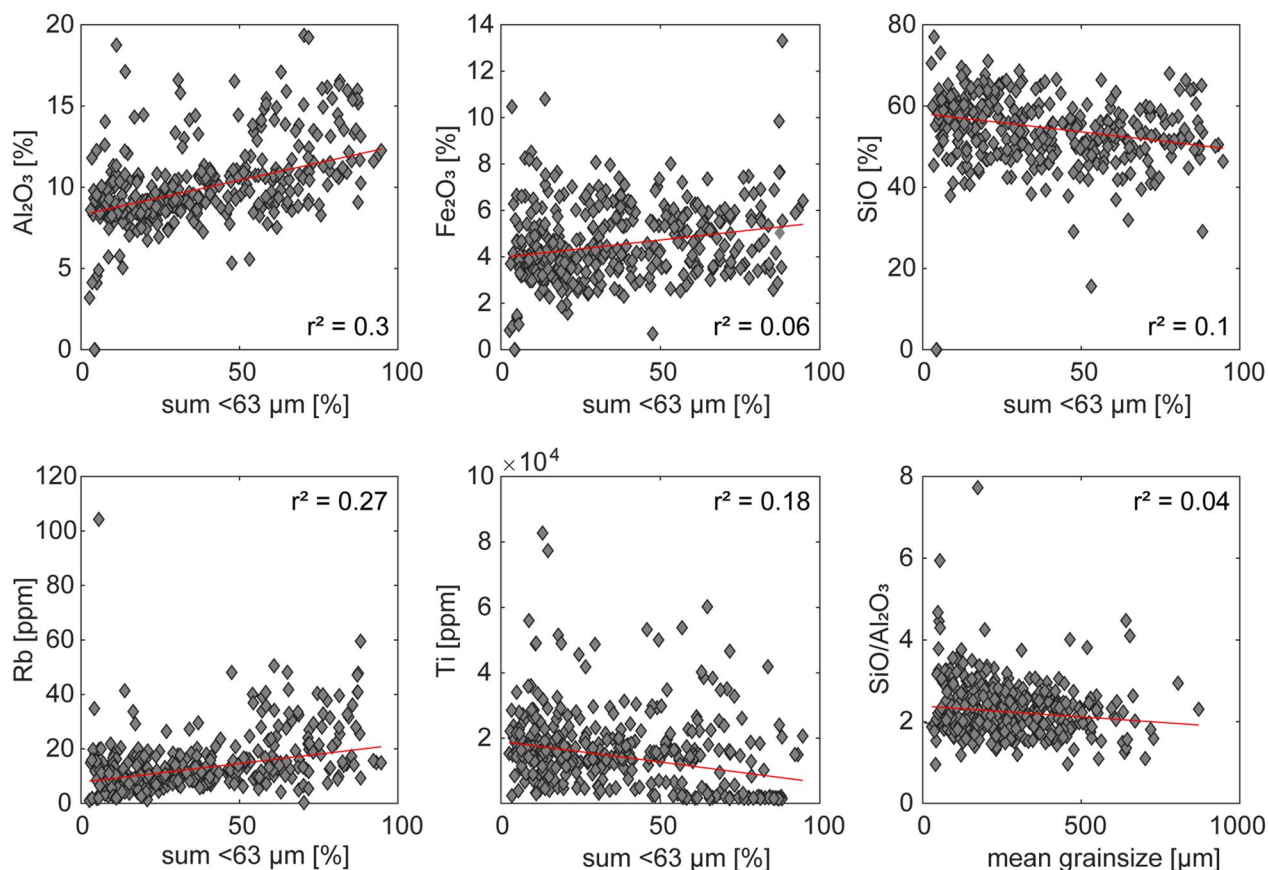 20
15
10
5
0
Al₂O₃ [%]
r² = 0.3
0 50 100
sum <63 µm [%]
14
12
10
8
6
4
2
0
Fe₂O₃ [%]
r² = 0.06
0 50 100
sum <63 µm [%]
80
60
40
20
0
SiO [%]
r² = 0.1
0 50 100
sum <63 µm [%]
120
100
80
60
40
20
0
Rb [ppm]
r² = 0.27
0 50 100
sum <63 µm [%]
×10⁴
10
8
6
4
2
Ti [ppm]
r² = 0.18
0 50 100
sum <63 µm [%]
8
6
4
2
0
SiO/Al₂O₃
r² = 0.04
0 500 1000
mean grainsize [µm]